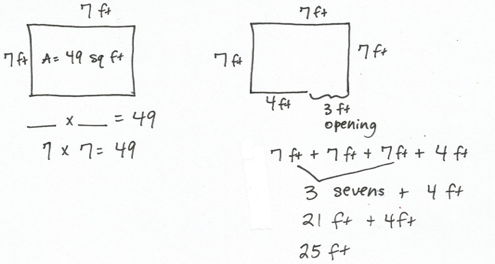 7 ft
7 ft
A = 49 sq ft
___ x ___ = 49
7 x 7 = 49
7 ft
7 ft
7 ft
4 ft
3 ft
opening
7 ft + 7 ft + 7 ft + 4 ft
3 sevens + 4 ft
21 ft + 4 ft
25 ft